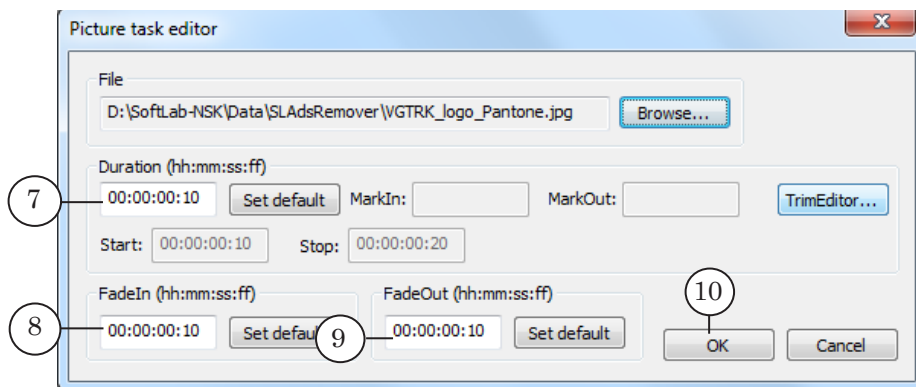 Picture task editor
File
D:\SoftLab-NSK\Data\SLAdsRemover\VGTRK_logo_Pantone.jpg Browse...
Duration (hh:mm:ss:ff)
7 00:00:00:10 Set default MarkIn: MarkOut: TrimEditor...
Start: 00:00:00:10 Stop: 00:00:00:20
FadeIn (hh:mm:ss:ff) FadeOut (hh:mm:ss:ff) 10
8 00:00:00:10 Set defaul 9 00:00:00:10 Set default OK Cancel